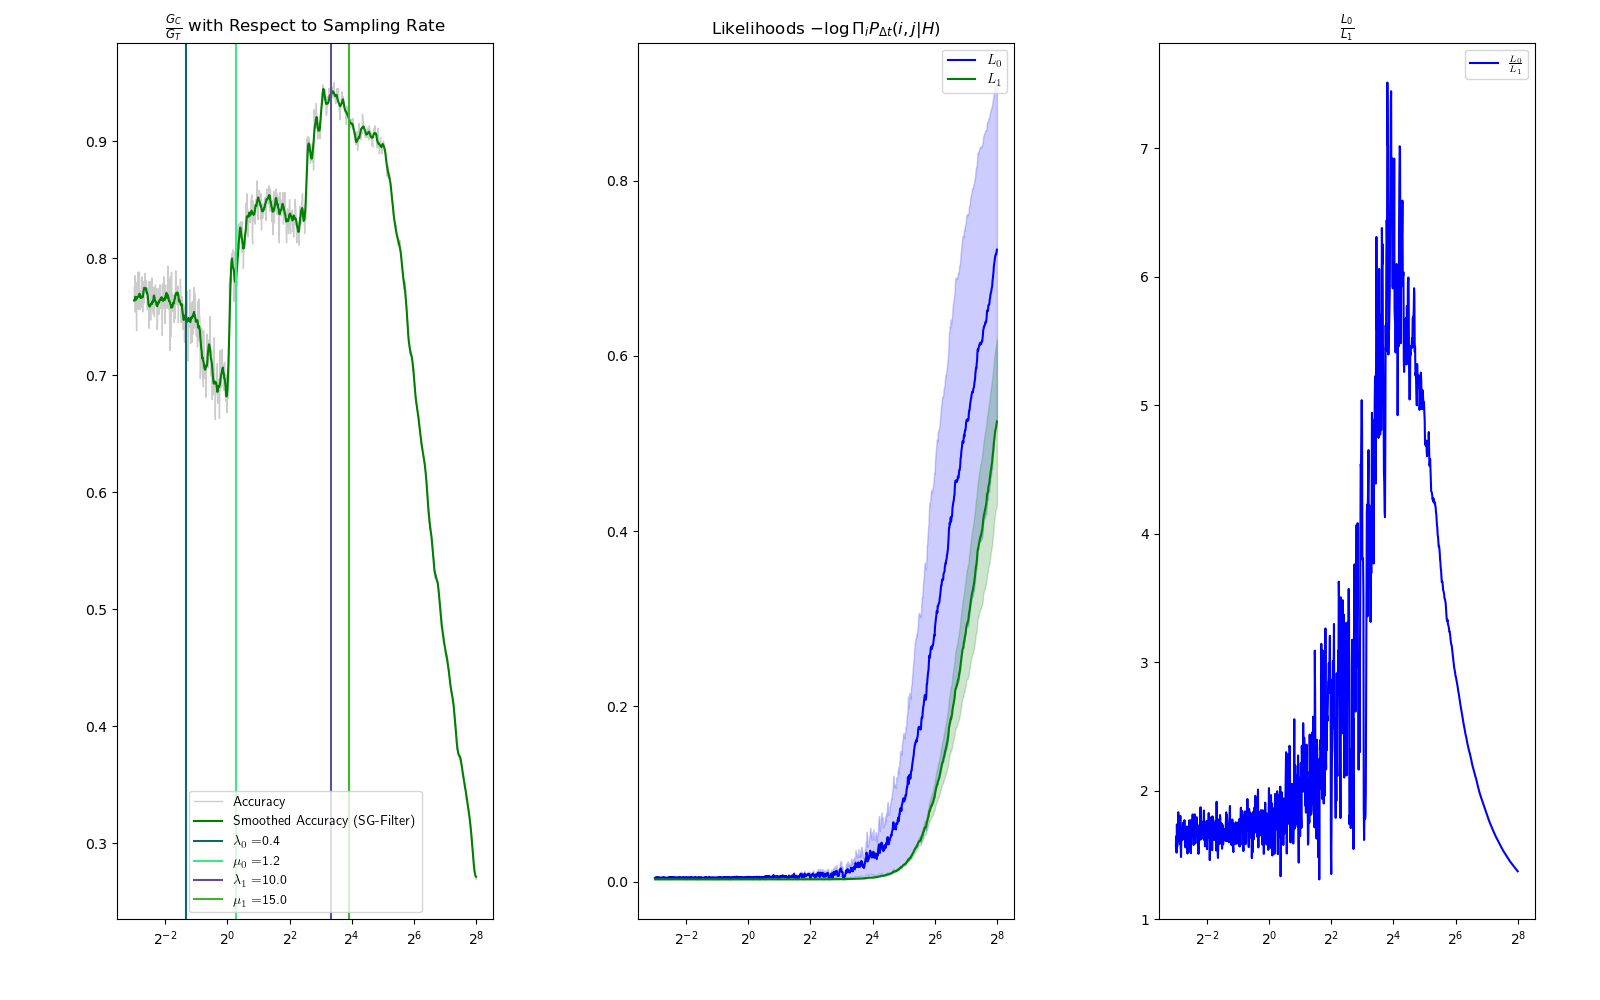 G_C/G_T with Respect to Sampling Rate
0.9
0.8
0.7
0.6
0.5
0.4
0.3
2^-2 2^0 2^2 2^4 2^6 2^8
Accuracy
Smoothed Accuracy (SG-Filter)
λ_0 =0.4
μ_0 =1.2
λ_1 =10.0
μ_1 =15.0
Likelihoods −log Π_i P_Δt(i, j|H)
L_0
L_1
0.8
0.6
0.4
0.2
0.0
2^-2 2^0 2^2 2^4 2^6 2^8
L_0/L_1
L_0/L_1
7
6
5
4
3
2
1
2^-2 2^0 2^2 2^4 2^6 2^8